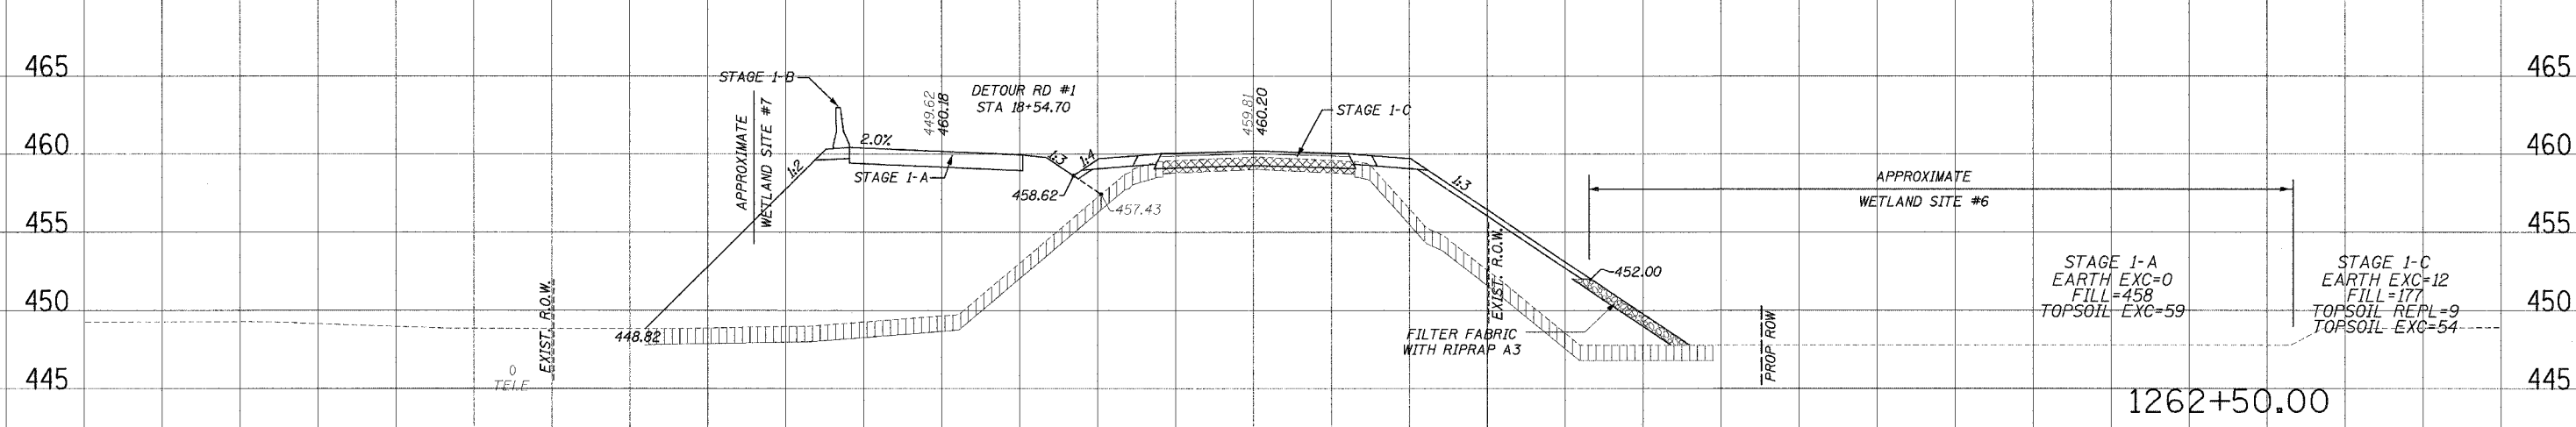 465
465
STAGE 1-B
DETOUR RD #1
STA 18+54.70
449.62
460.18
459.81
460.20
STAGE 1-C
APPROXIMATE
WETLAND SITE #7
460
460
2.0%
1:2
STAGE 1-A
1:3
1:4
458.62
457.43
1:3
APPROXIMATE
WETLAND SITE #6
455
455
EXIST. R.O.W.
452.00
STAGE 1-A
EARTH EXC=0
FILL=458
TOPSOIL EXC=59
STAGE 1-C
EARTH EXC=12
FILL=177
TOPSOIL REPL=9
TOPSOIL EXC=54
450
450
EXIST. R.O.W.
448.82
FILTER FABRIC
WITH RIPRAP A3
PROP ROW
0
TELE
445
445
1262+50.00